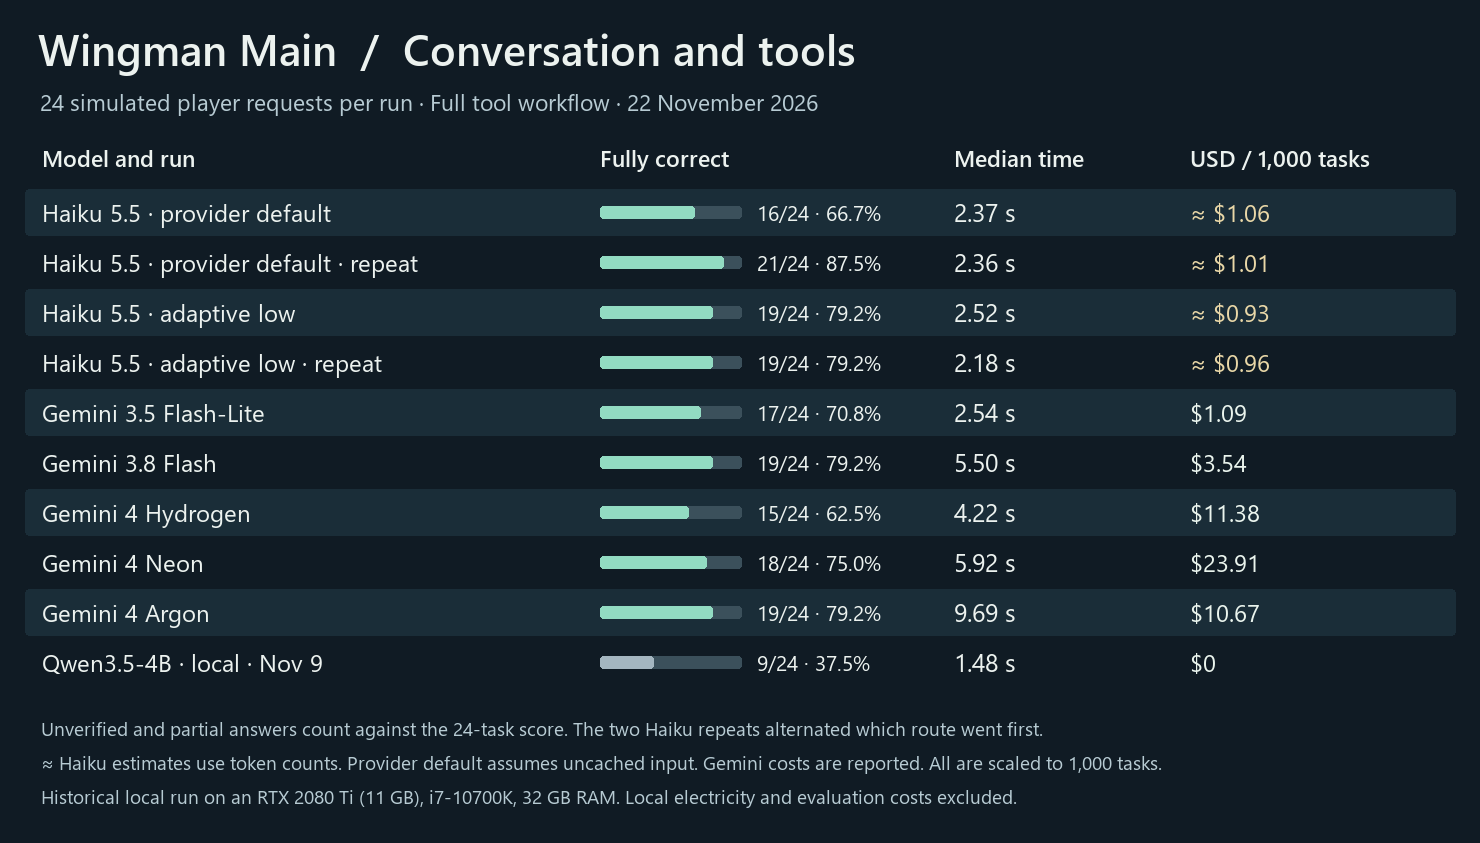 Wingman Main / Conversation and tools
24 simulated player requests per run · Full tool workflow · 22 November 2026
Model and run Fully correct Median time USD / 1,000 tasks
Haiku 5.5 · provider default 16/24 · 66.7% 2.37 s ≈ $1.06
Haiku 5.5 · provider default · repeat 21/24 · 87.5% 2.36 s ≈ $1.01
Haiku 5.5 · adaptive low 19/24 · 79.2% 2.52 s ≈ $0.93
Haiku 5.5 · adaptive low · repeat 19/24 · 79.2% 2.18 s ≈ $0.96
Gemini 3.5 Flash-Lite 17/24 · 70.8% 2.54 s $1.09
Gemini 3.8 Flash 19/24 · 79.2% 5.50 s $3.54
Gemini 4 Hydrogen 15/24 · 62.5% 4.22 s $11.38
Gemini 4 Neon 18/24 · 75.0% 5.92 s $23.91
Gemini 4 Argon 19/24 · 79.2% 9.69 s $10.67
Qwen3.5-4B · local · Nov 9 9/24 · 37.5% 1.48 s $0
Unverified and partial answers count against the 24-task score. The two Haiku repeats alternated which route went first.
≈ Haiku estimates use token counts. Provider default assumes uncached input. Gemini costs are reported. All are scaled to 1,000 tasks.
Historical local run on an RTX 2080 Ti (11 GB), i7-10700K, 32 GB RAM. Local electricity and evaluation costs excluded.